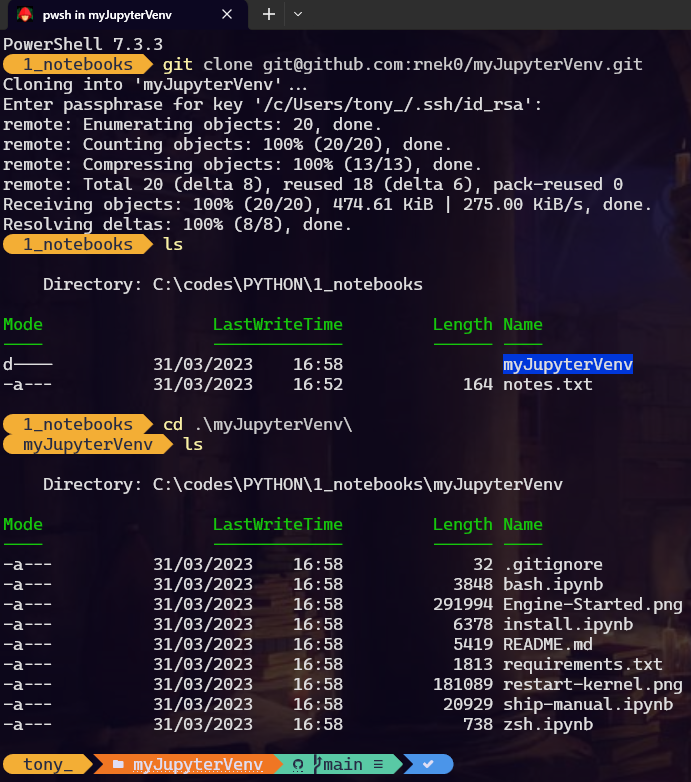 pwsh in myJupyterVenv
PowerShell 7.3.3
1_notebooks git clone git@github.com:rnek0/myJupyterVenv.git
Cloning into 'myJupyterVenv'...
Enter passphrase for key '/c/Users/tony_/.ssh/id_rsa':
remote: Enumerating objects: 20, done.
remote: Counting objects: 100% (20/20), done.
remote: Compressing objects: 100% (13/13), done.
remote: Total 20 (delta 8), reused 18 (delta 6), pack-reused 0
Receiving objects: 100% (20/20), 474.61 KiB | 275.00 KiB/s, done.
Resolving deltas: 100% (8/8), done.
1_notebooks ls
Directory: C:\codes\PYTHON\1_notebooks
Mode LastWriteTime Length Name
---- ------------- ------ ----
d---- 31/03/2023 16:58 myJupyterVenv
-a--- 31/03/2023 16:52 164 notes.txt
1_notebooks cd .\myJupyterVenv\
myJupyterVenv ls
Directory: C:\codes\PYTHON\1_notebooks\myJupyterVenv
Mode LastWriteTime Length Name
---- ------------- ------ ----
-a--- 31/03/2023 16:58 32 .gitignore
-a--- 31/03/2023 16:58 3848 bash.ipynb
-a--- 31/03/2023 16:58 291994 Engine-Started.png
-a--- 31/03/2023 16:58 6378 install.ipynb
-a--- 31/03/2023 16:58 5419 README.md
-a--- 31/03/2023 16:58 1813 requirements.txt
-a--- 31/03/2023 16:58 181089 restart-kernel.png
-a--- 31/03/2023 16:58 20929 ship-manual.ipynb
-a--- 31/03/2023 16:58 738 zsh.ipynb
tony_ myJupyterVenv main ≡ ✔